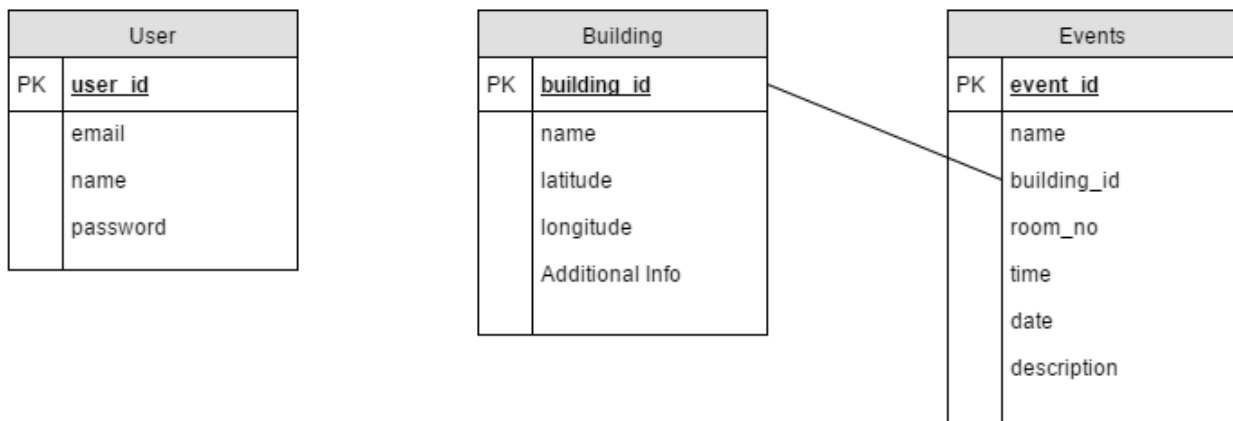 User
PK user_id
email
name
password
Building
PK building_id
name
latitude
longitude
Additional Info
Events
PK event_id
name
building_id
room_no
time
date
description